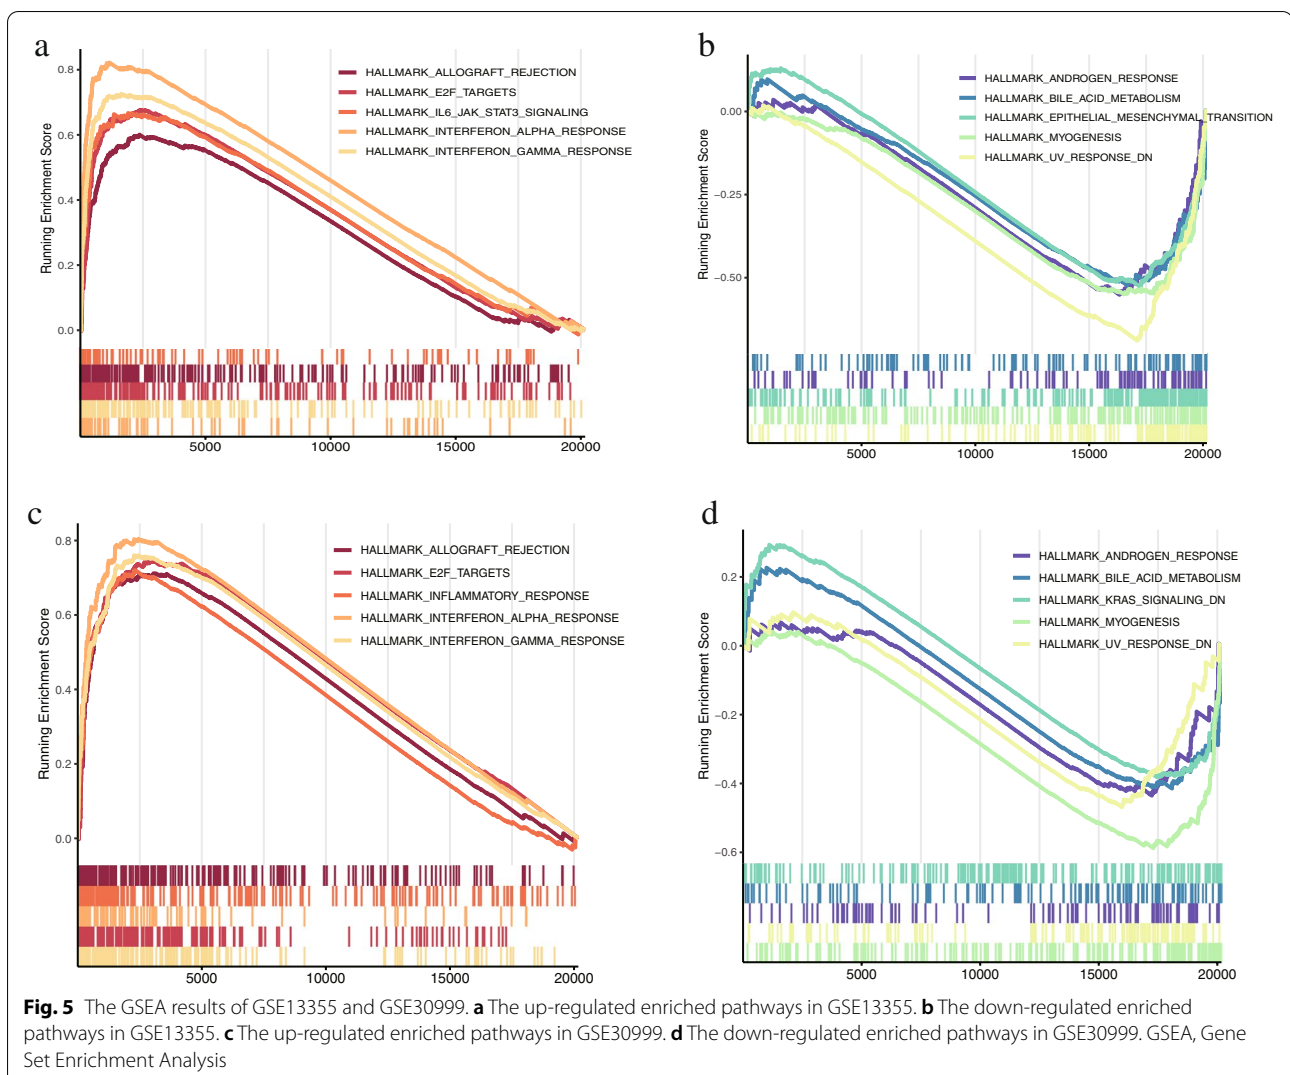 a
Running Enrichment Score
0.8
0.6
0.4
0.2
0.0
HALLMARK_ALLOGRAFT_REJECTION
HALLMARK_E2F_TARGETS
HALLMARK_IL6_JAK_STAT3_SIGNALING
HALLMARK_INTERFERON_ALPHA_RESPONSE
HALLMARK_INTERFERON_GAMMA_RESPONSE
5000 10000 15000 20000
b
Running Enrichment Score
0.00
−0.25
−0.50
HALLMARK_ANDROGEN_RESPONSE
HALLMARK_BILE_ACID_METABOLISM
HALLMARK_EPITHELIAL_MESENCHYMAL_TRANSITION
HALLMARK_MYOGENESIS
HALLMARK_UV_RESPONSE_DN
5000 10000 15000 20000
c
Running Enrichment Score
0.8
0.6
0.4
0.2
0.0
HALLMARK_ALLOGRAFT_REJECTION
HALLMARK_E2F_TARGETS
HALLMARK_INFLAMMATORY_RESPONSE
HALLMARK_INTERFERON_ALPHA_RESPONSE
HALLMARK_INTERFERON_GAMMA_RESPONSE
5000 10000 15000 20000
d
Running Enrichment Score
0.2
0.0
−0.2
−0.4
−0.6
HALLMARK_ANDROGEN_RESPONSE
HALLMARK_BILE_ACID_METABOLISM
HALLMARK_KRAS_SIGNALING_DN
HALLMARK_MYOGENESIS
HALLMARK_UV_RESPONSE_DN
5000 10000 15000 20000
Fig. 5 The GSEA results of GSE13355 and GSE30999. a The up-regulated enriched pathways in GSE13355. b The down-regulated enriched
pathways in GSE13355. c The up-regulated enriched pathways in GSE30999. d The down-regulated enriched pathways in GSE30999. GSEA, Gene
Set Enrichment Analysis